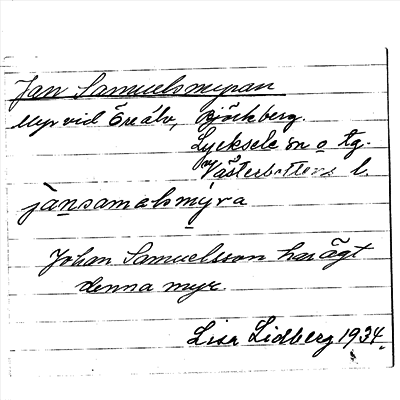 Jan Samuelsmyran
Myr vid Öreälv, Björkberg.
Lycksele sn o tg.
Västerbottens l.
jànsaməlsmýra
Johan Samuelsson har ägt
denna myr.
Lisa Lidberg 1934.